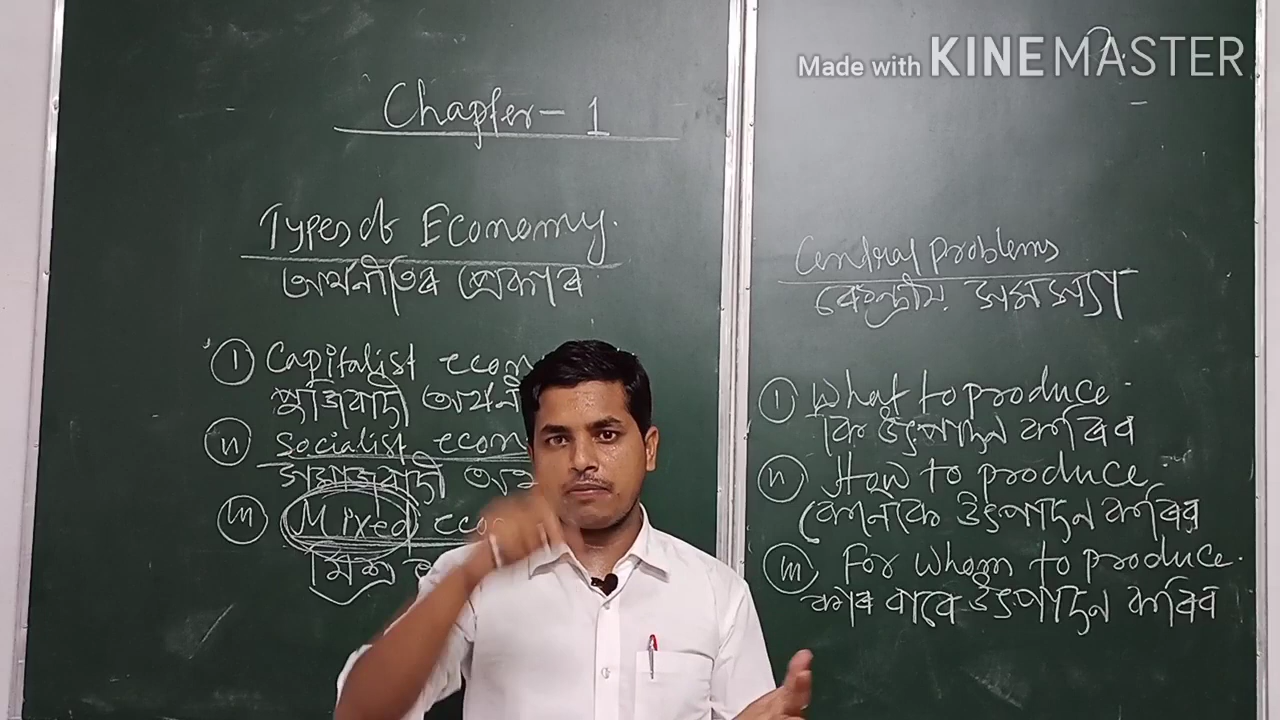 Made with KINEMASTER
Chapter - 1
Types of Economy.
অৰ্থনীতিৰ প্ৰকাৰ
i Capitalist econ
পুজিবাদী অৰ্থনী
ii Socialist econ
সমাজবাদী অৰ্থ
iii Mixed eco
মিশ্ৰ
Cendral problems
কেন্দ্ৰীয় সমস্যা
i What to produce.
কি উৎপাদন কৰিব
ii How to produce
কেনেকৈ উৎপাদন কৰিব
iii For whom to produce.
কাৰ বাবে উৎপাদন কৰিব